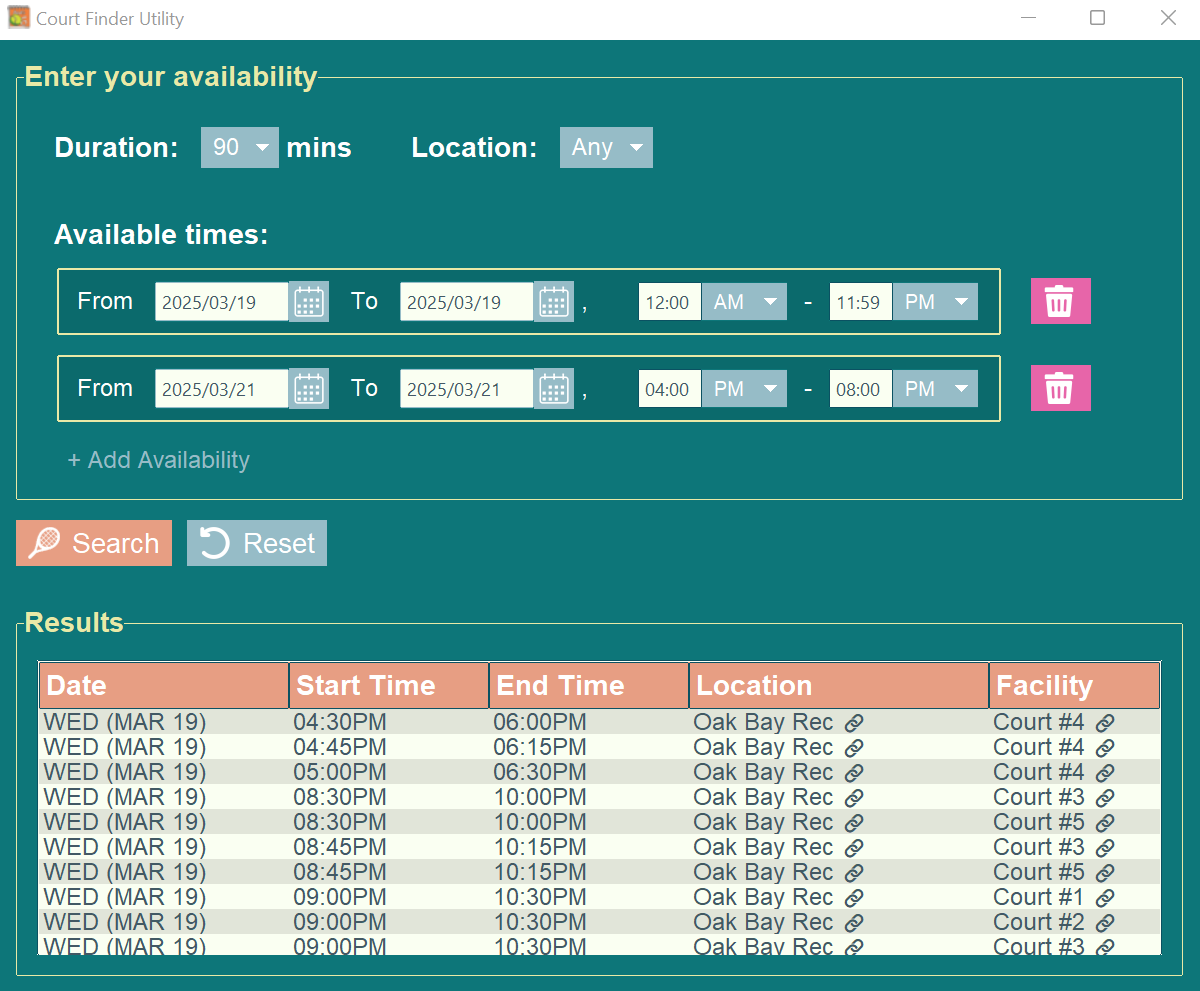 Court Finder Utility
Enter your availability
Duration: 90 mins Location: Any
Available times:
From 2025/03/19 To 2025/03/19 , 12:00 AM - 11:59 PM
From 2025/03/21 To 2025/03/21 , 04:00 PM - 08:00 PM
+ Add Availability
Search Reset
Results
Date Start Time End Time Location Facility
WED (MAR 19) 04:30PM 06:00PM Oak Bay Rec Court #4
WED (MAR 19) 04:45PM 06:15PM Oak Bay Rec Court #4
WED (MAR 19) 05:00PM 06:30PM Oak Bay Rec Court #4
WED (MAR 19) 08:30PM 10:00PM Oak Bay Rec Court #3
WED (MAR 19) 08:30PM 10:00PM Oak Bay Rec Court #5
WED (MAR 19) 08:45PM 10:15PM Oak Bay Rec Court #3
WED (MAR 19) 08:45PM 10:15PM Oak Bay Rec Court #5
WED (MAR 19) 09:00PM 10:30PM Oak Bay Rec Court #1
WED (MAR 19) 09:00PM 10:30PM Oak Bay Rec Court #2
WED (MAR 19) 09:00PM 10:30PM Oak Bay Rec Court #3